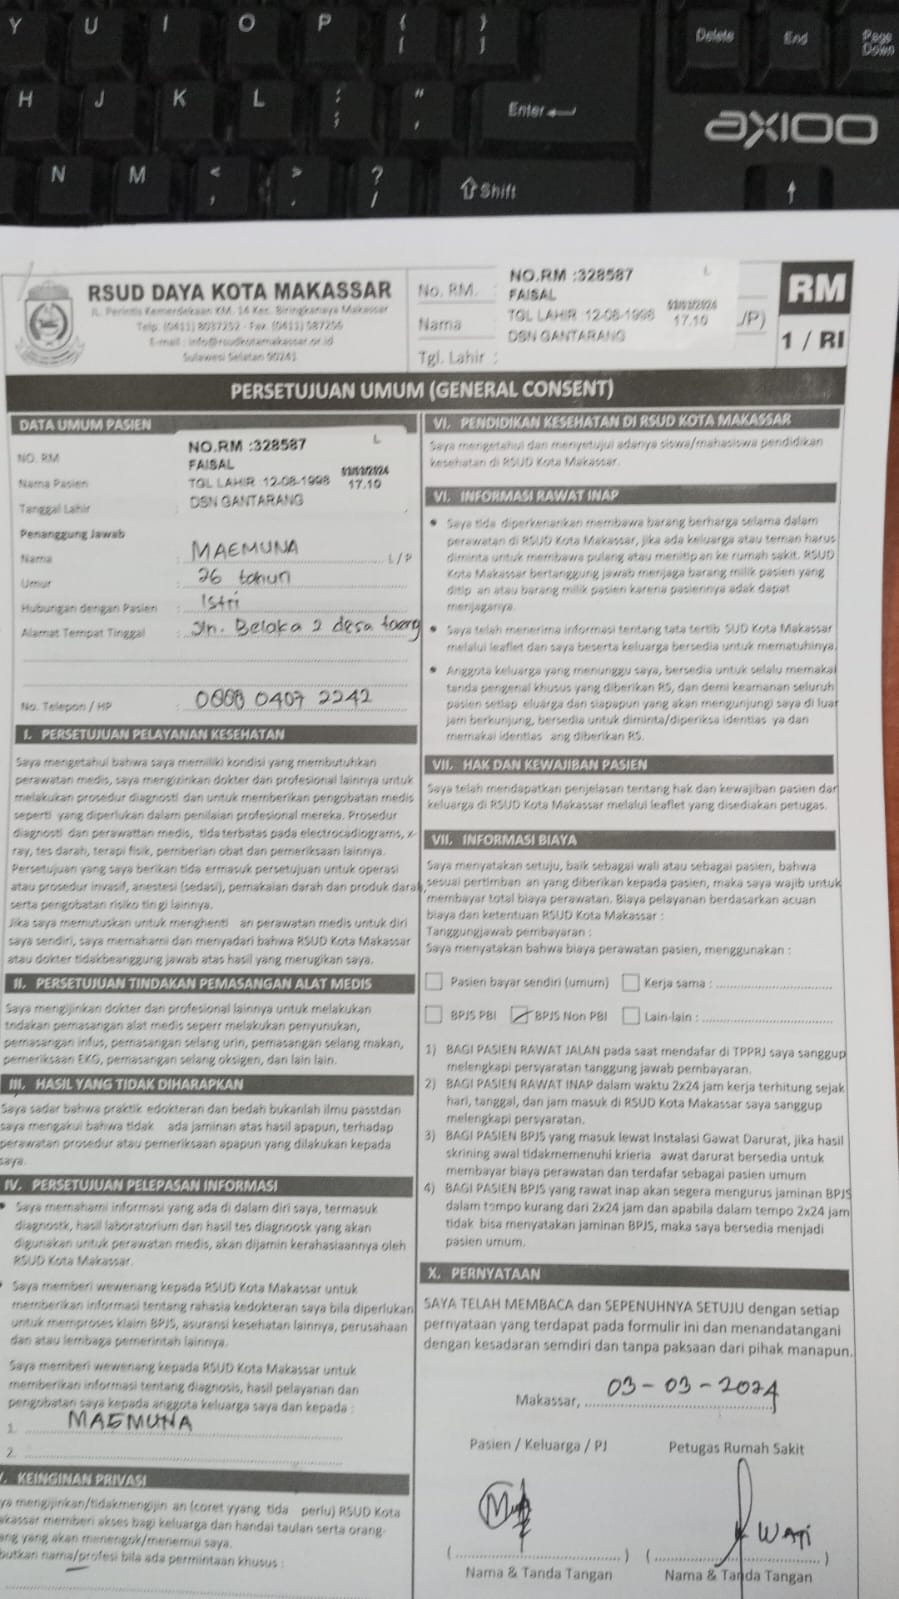 Y U I O P { [ } ] Delete End Page Down
H J K L : ; " ' Enter
AXIOO
N M < , > . ? / Shift
RSUD DAYA KOTA MAKASSAR
JL. Perintis Kemerdekaan KM. 14 Kec. Biringkanaya Makassar
Telp. (0411) 8037252 - Fax. (0411) 587256
E-mail : info@rsudkotamakassar.or.id
Sulawesi Selatan 90241
No. RM.
Nama
Tgl. Lahir :
NO.RM :328587 L
FAISAL
TGL LAHIR :12-08-1998 03/03/2024
17.10
DSN GANTARANG
/P)
RM
1 / RI
PERSETUJUAN UMUM (GENERAL CONSENT)
DATA UMUM PASIEN
NO. RM
Nama Pasien
Tanggal Lahir :
NO.RM :328587 L
FAISAL
TGL LAHIR :12-08-1998 03/03/2024
17.10
DSN GANTARANG
Penanggung Jawab
Nama : MAEMUNA L / P
Umur : 26 tahun
Hubungan dengan Pasien : Istri
Alamat Tempat Tinggal : Jln. Belaka 2 desa
No. Telepon / HP : 0407 2242
I. PERSETUJUAN PELAYANAN KESEHATAN
Saya mengetahui bahwa saya memiliki kondisi yang membutuhkan
perawatan medis, saya mengizinkan dokter dan profesional lainnya untuk
melakukan prosedur diagnosti dan untuk memberikan pengobatan medis
seperti yang diperlukan dalam penilaian profesional mereka. Prosedur
diagnosti dan perawattan medis, tida terbatas pada electrocadiograms, x-
ray, tes darah, terapi fisik, pemberian obat dan pemeriksaan lainnya.
Persetujuan yang saya berikan tida ermasuk persetujuan untuk operasi
atau prosedur invasif, anestesi (sedasi), pemakaian darah dan produk darah,
serta pengobatan risiko tin gi lainnya.
Jika saya memutuskan untuk menghenti an perawatan medis untuk diri
saya sendiri, saya memahami dan menyadari bahwa RSUD Kota Makassar
atau dokter tidakbeanggung jawab atas hasil yang merugikan saya.
II. PERSETUJUAN TINDAKAN PEMASANGAN ALAT MEDIS
Saya mengijinkan dokter dan profesional lainnya untuk melakukan
tndakan pemasangan alat medis seperr melakukan penyunukan,
pemasangan infus, pemasangan selang urin, pemasangan selang makan,
pemeriksaan EKG, pemasangan selang oksigen, dan lain lain.
III. HASIL YANG TIDAK DIHARAPKAN
Saya sadar bahwa praktik edokteran dan bedah bukanlah ilmu passtdan
saya mengakui bahwa tidak ada jaminan atas hasil apapun, terhadap
perawatan prosedur atau pemeriksaan apapun yang dilakukan kepada
saya.
IV. PERSETUJUAN PELEPASAN INFORMASI
• Saya memahami informasi yang ada di dalam diri saya, termasuk
diagnostk, hasil laboratorium dan hasil tes diagnoosk yang akan
digunakan untuk perawatan medis, akan dijamin kerahasiaannya oleh
RSUD Kota Makassar.
• Saya memberi wewenang kepada RSUD Kota Makassar untuk
memberikan informasi tentang rahasia kedokteran saya bila diperlukan
untuk memproses klaim BPJS, asuransi kesehatan lainnya, perusahaan
dan atau lembaga pemerintah lainnya.
Saya memberi wewenang kepada RSUD Kota Makassar untuk
memberikan informasi tentang diagnosis, hasil pelayanan dan
pengobatan saya kepada anggota keluarga saya dan kepada :
1. MAEMUNA
2.
. KEINGINAN PRIVASI
ya mengijinkan/tidakmengijin an (coret yyang tida perlu) RSUD Kota
akassar memberi akses bagi keluarga dan handai taulan serta orang-
ang yang akan menengok/menemui saya.
butkan nama/profesi bila ada permintaan khusus :
VI. PENDIDIKAN KESEHATAN DI RSUD KOTA MAKASSAR
Saya mengetahui dan menyetujui adanya siswa/mahasiswa pendidikan
kesehatan di RSUD Kota Makassar.
VI. INFORMASI RAWAT INAP
• Saya tida diperkenankan membawa barang berharga selama dalam
perawatan di RSUD Kota Makassar, jika ada keluarga atau teman harus
diminta untuk membawa pulang atau menitip an ke rumah sakit. RSUD
Kota Makassar bertanggung jawab menjaga barang milik pasien yang
ditip an atau barang milik pasien karena pasiennya adak dapat
menjaganya.
• Saya telah menerima informasi tentang tata tertib SUD Kota Makassar
melalui leaflet dan saya beserta keluarga bersedia untuk mematuhinya.
• Anggota keluarga yang menunggu saya, bersedia untuk selalu memakai
tanda pengenal khusus yang diberikan RS, dan demi keamanan seluruh
pasien setiap eluarga dan siapapun yang akan mengunjungi saya di luar
jam berkunjung, bersedia untuk diminta/diperiksa identias ya dan
memakai identias ang diberikan RS.
VII. HAK DAN KEWAJIBAN PASIEN
Saya telah mendapatkan penjelasan tentang hak dan kewajiban pasien dan
keluarga di RSUD Kota Makassar melalui leaflet yang disediakan petugas.
VII. INFORMASI BIAYA
Saya menyatakan setuju, baik sebagai wali atau sebagai pasien, bahwa
sesuai pertimban an yang diberikan kepada pasien, maka saya wajib untuk
membayar total biaya perawatan. Biaya pelayanan berdasarkan acuan
biaya dan ketentuan RSUD Kota Makassar :
Tanggungjawab pembayaran :
Saya menyatakan bahwa biaya perawatan pasien, menggunakan :
Pasien bayar sendiri (umum) Kerja sama :
BPJS PBI BPJS Non PBI Lain-lain :
1) BAGI PASIEN RAWAT JALAN pada saat mendafar di TPPRJ saya sanggup
melengkapi persyaratan tanggung jawab pembayaran.
2) BAGI PASIEN RAWAT INAP dalam waktu 2x24 jam kerja terhitung sejak
hari, tanggal, dan jam masuk di RSUD Kota Makassar saya sanggup
melengkapi persyaratan.
3) BAGI PASIEN BPJS yang masuk lewat Instalasi Gawat Darurat, jika hasil
skrining awal tidakmemenuhi krieria awat darurat bersedia untuk
membayar biaya perawatan dan terdafar sebagai pasien umum
4) BAGI PASIEN BPJS yang rawat inap akan segera mengurus jaminan BPJS
dalam tempo kurang dari 2x24 jam dan apabila dalam tempo 2x24 jam
tidak bisa menyatakan jaminan BPJS, maka saya bersedia menjadi
pasien umum.
X. PERNYATAAN
SAYA TELAH MEMBACA dan SEPENUHNYA SETUJU dengan setiap
pernyataan yang terdapat pada formulir ini dan menandatangani
dengan kesadaran semdiri dan tanpa paksaan dari pihak manapun.
Makassar, 03-03-2024
Pasien / Keluarga / PJ Petugas Rumah Sakit
WATI
( ) ( )
Nama & Tanda Tangan Nama & Tanda Tangan